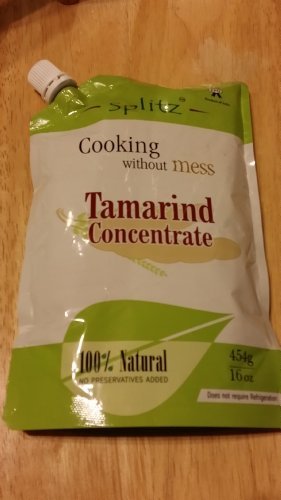 splitz
Cooking
without mess
Tamarind
Concentrate
100% Natural
NO PRESERVATIVES ADDED
454g
16 oz
Does not require Refrigeration